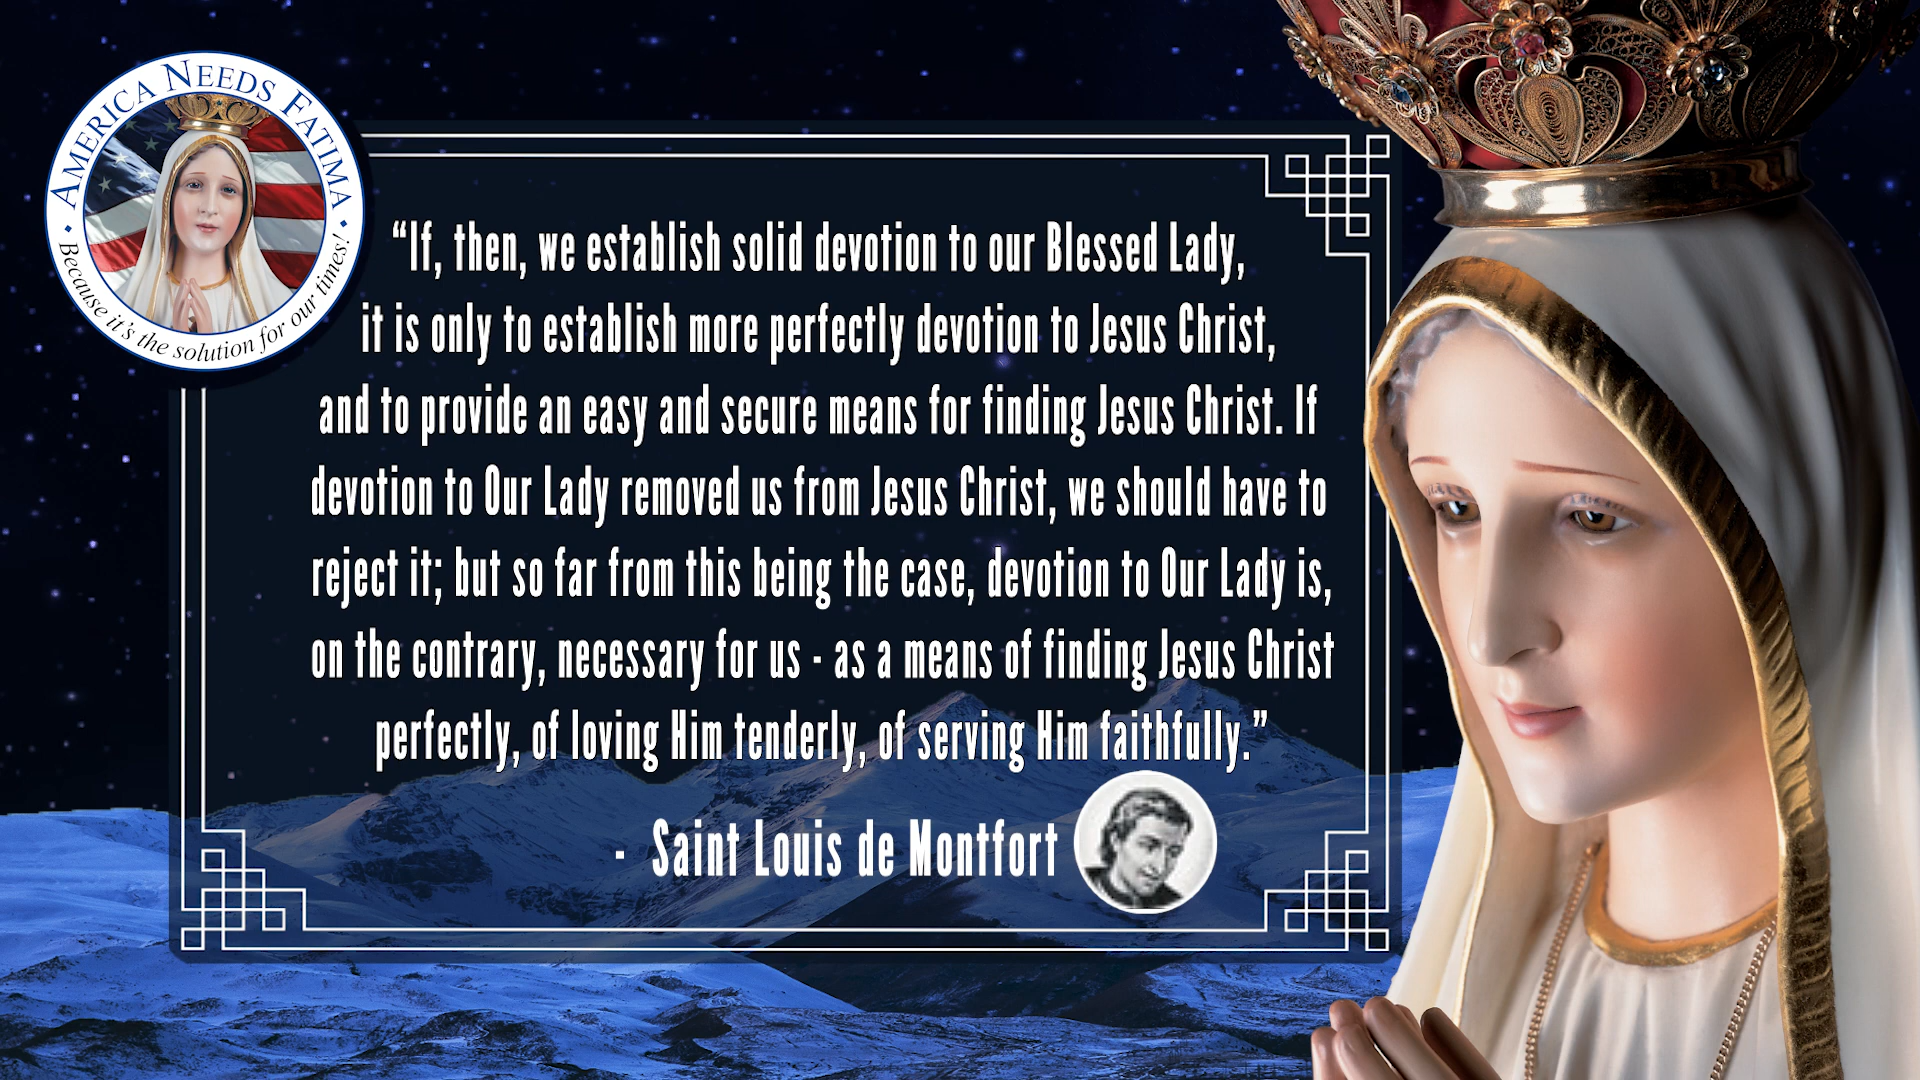 AMERICA NEEDS FATIMA
• Because it's the solution for our times! •
“If, then, we establish solid devotion to our Blessed Lady,
it is only to establish more perfectly devotion to Jesus Christ,
and to provide an easy and secure means for finding Jesus Christ. If
devotion to Our Lady removed us from Jesus Christ, we should have to
reject it; but so far from this being the case, devotion to Our Lady is,
on the contrary, necessary for us - as a means of finding Jesus Christ
perfectly, of loving Him tenderly, of serving Him faithfully.”
- Saint Louis de Montfort